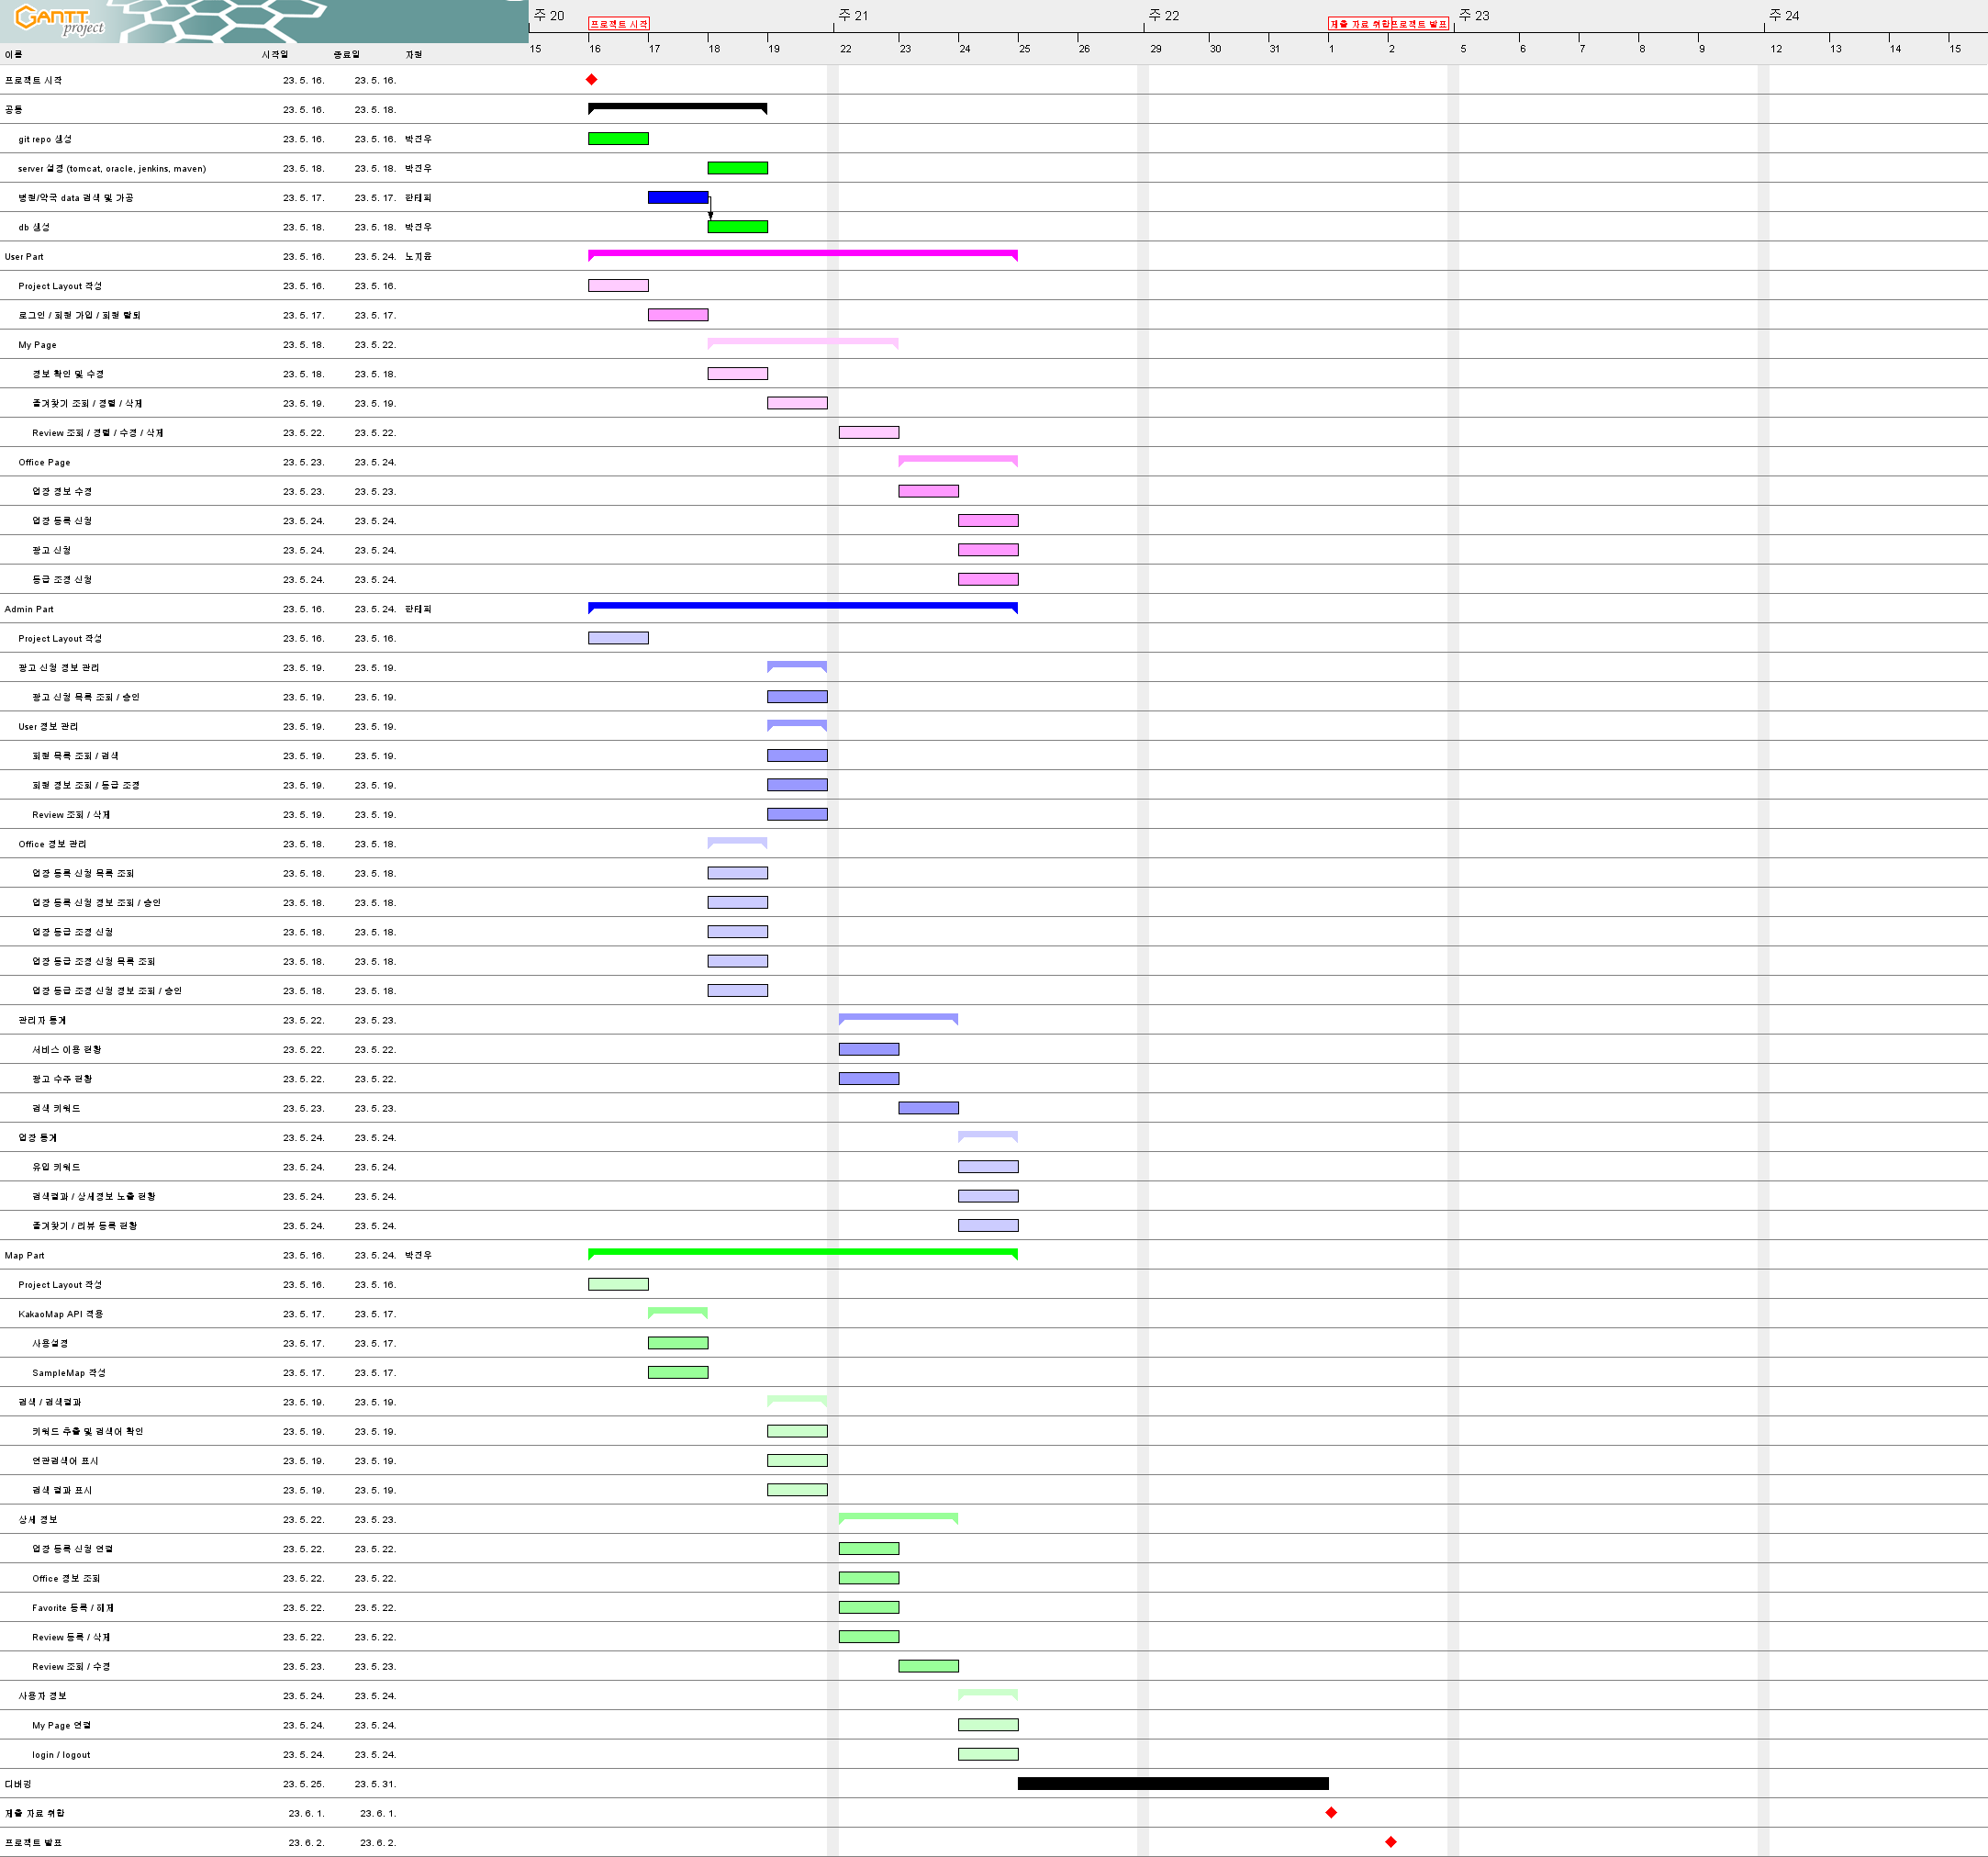 GANTT project
주 20 주 21 주 22 주 23 주 24
프로젝트 시작 제출 자료 취합 프로젝트 발표
15 16 17 18 19 22 23 24 25 26 29 30 31 1 2 5 6 7 8 9 12 13 14 15
이름 시작일 종료일 자원
프로젝트 시작 23. 5. 16. 23. 5. 16.
공통 23. 5. 16. 23. 5. 18.
git repo 생성 23. 5. 16. 23. 5. 16.
server 설정 (tomcat, oracle, jenkins, maven) 23. 5. 18. 23. 5. 18.
병원/약국 data 검색 및 가공 23. 5. 17. 23. 5. 17.
db 생성 23. 5. 18. 23. 5. 18.
User Part 23. 5. 16. 23. 5. 24. 노지윤
Project Layout 작성 23. 5. 16. 23. 5. 16.
로그인 / 회원 가입 / 회원 탈퇴 23. 5. 17. 23. 5. 17.
My Page 23. 5. 18. 23. 5. 22.
정보 확인 및 수정 23. 5. 18. 23. 5. 18.
즐겨찾기 조회 / 정렬 / 삭제 23. 5. 19. 23. 5. 19.
Review 조회 / 정렬 / 수정 / 삭제 23. 5. 22. 23. 5. 22.
Office Page 23. 5. 23. 23. 5. 24.
업장 정보 수정 23. 5. 23. 23. 5. 23.
업장 등록 신청 23. 5. 24. 23. 5. 24.
광고 신청 23. 5. 24. 23. 5. 24.
등급 조정 신청 23. 5. 24. 23. 5. 24.
Admin Part 23. 5. 16. 23. 5. 24.
Project Layout 작성 23. 5. 16. 23. 5. 16.
광고 신청 정보 관리 23. 5. 19. 23. 5. 19.
광고 신청 목록 조회 / 승인 23. 5. 19. 23. 5. 19.
User 정보 관리 23. 5. 19. 23. 5. 19.
회원 목록 조회 / 검색 23. 5. 19. 23. 5. 19.
회원 정보 조회 / 등급 조정 23. 5. 19. 23. 5. 19.
Review 조회 / 삭제 23. 5. 19. 23. 5. 19.
Office 정보 관리 23. 5. 18. 23. 5. 18.
업장 등록 신청 목록 조회 23. 5. 18. 23. 5. 18.
업장 등록 신청 정보 조회 / 승인 23. 5. 18. 23. 5. 18.
업장 등급 조정 신청 23. 5. 18. 23. 5. 18.
업장 등급 조정 신청 목록 조회 23. 5. 18. 23. 5. 18.
업장 등급 조정 신청 정보 조회 / 승인 23. 5. 18. 23. 5. 18.
관리자 통계 23. 5. 22. 23. 5. 23.
서비스 이용 현황 23. 5. 22. 23. 5. 22.
광고 수주 현황 23. 5. 22. 23. 5. 22.
검색 키워드 23. 5. 23. 23. 5. 23.
업장 통계 23. 5. 24. 23. 5. 24.
유입 키워드 23. 5. 24. 23. 5. 24.
검색결과 / 상세정보 노출 현황 23. 5. 24. 23. 5. 24.
즐겨찾기 / 리뷰 등록 현황 23. 5. 24. 23. 5. 24.
Map Part 23. 5. 16. 23. 5. 24.
Project Layout 작성 23. 5. 16. 23. 5. 16.
KakaoMap API 적용 23. 5. 17. 23. 5. 17.
사용설정 23. 5. 17. 23. 5. 17.
SampleMap 작성 23. 5. 17. 23. 5. 17.
검색 / 검색결과 23. 5. 19. 23. 5. 19.
키워드 추출 및 검색어 확인 23. 5. 19. 23. 5. 19.
연관검색어 표시 23. 5. 19. 23. 5. 19.
검색 결과 표시 23. 5. 19. 23. 5. 19.
상세 정보 23. 5. 22. 23. 5. 23.
업장 등록 신청 연결 23. 5. 22. 23. 5. 22.
Office 정보 조회 23. 5. 22. 23. 5. 22.
Favorite 등록 / 해제 23. 5. 22. 23. 5. 22.
Review 등록 / 삭제 23. 5. 22. 23. 5. 22.
Review 조회 / 수정 23. 5. 23. 23. 5. 23.
사용자 정보 23. 5. 24. 23. 5. 24.
My Page 연결 23. 5. 24. 23. 5. 24.
login / logout 23. 5. 24. 23. 5. 24.
디버깅 23. 5. 25. 23. 5. 31.
제출 자료 취합 23. 6. 1. 23. 6. 1.
프로젝트 발표 23. 6. 2. 23. 6. 2.